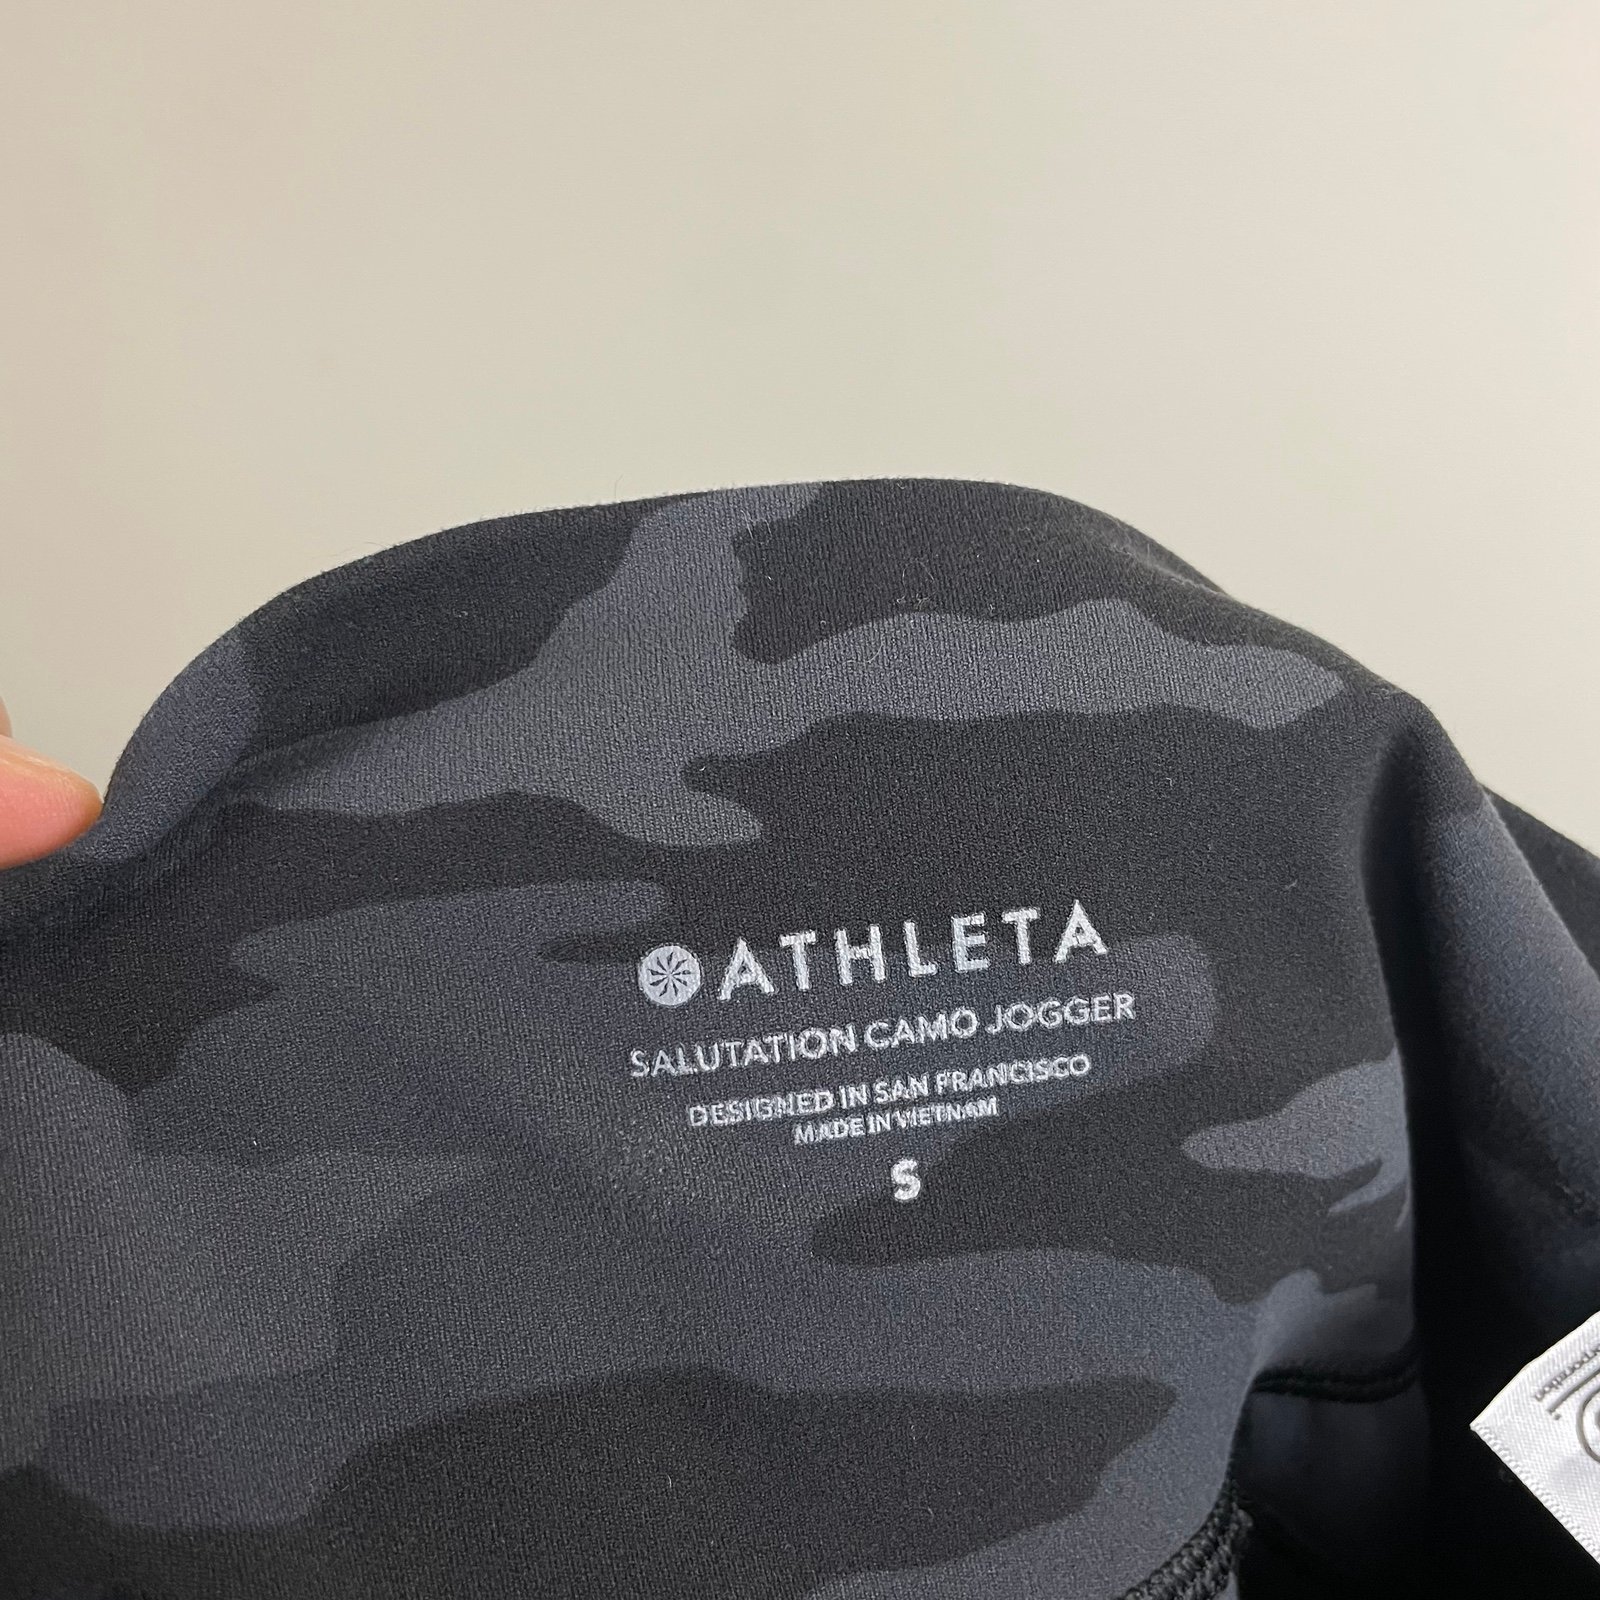 ATHLETA
SALUTATION CAMO JOGGER
DESIGNED IN SAN FRANCISCO
MADE IN VIETNAM
S